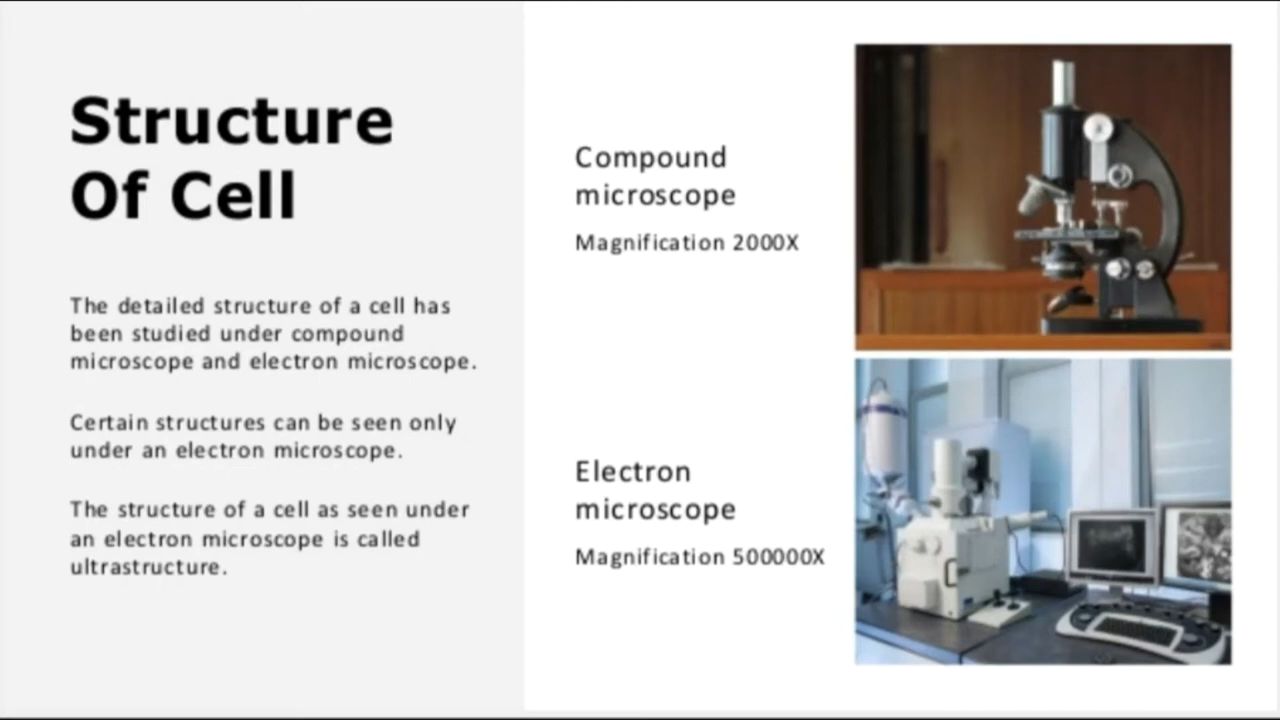 Structure
Of Cell
The detailed structure of a cell has
been studied under compound
microscope and electron microscope.
Certain structures can be seen only
under an electron microscope.
The structure of a cell as seen under
an electron microscope is called
ultrastructure.
Compound
microscope
Magnification 2000X
Electron
microscope
Magnification 500000X